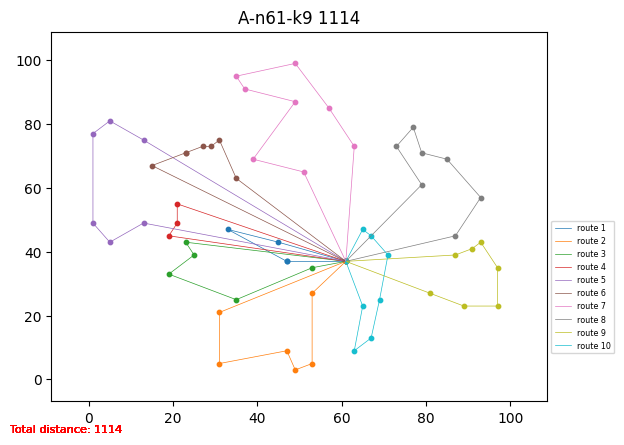 A-n61-k9 1114
100
80
60
40
20
0
0 20 40 60 80 100
route 1
route 2
route 3
route 4
route 5
route 6
route 7
route 8
route 9
route 10
Total distance: 1114